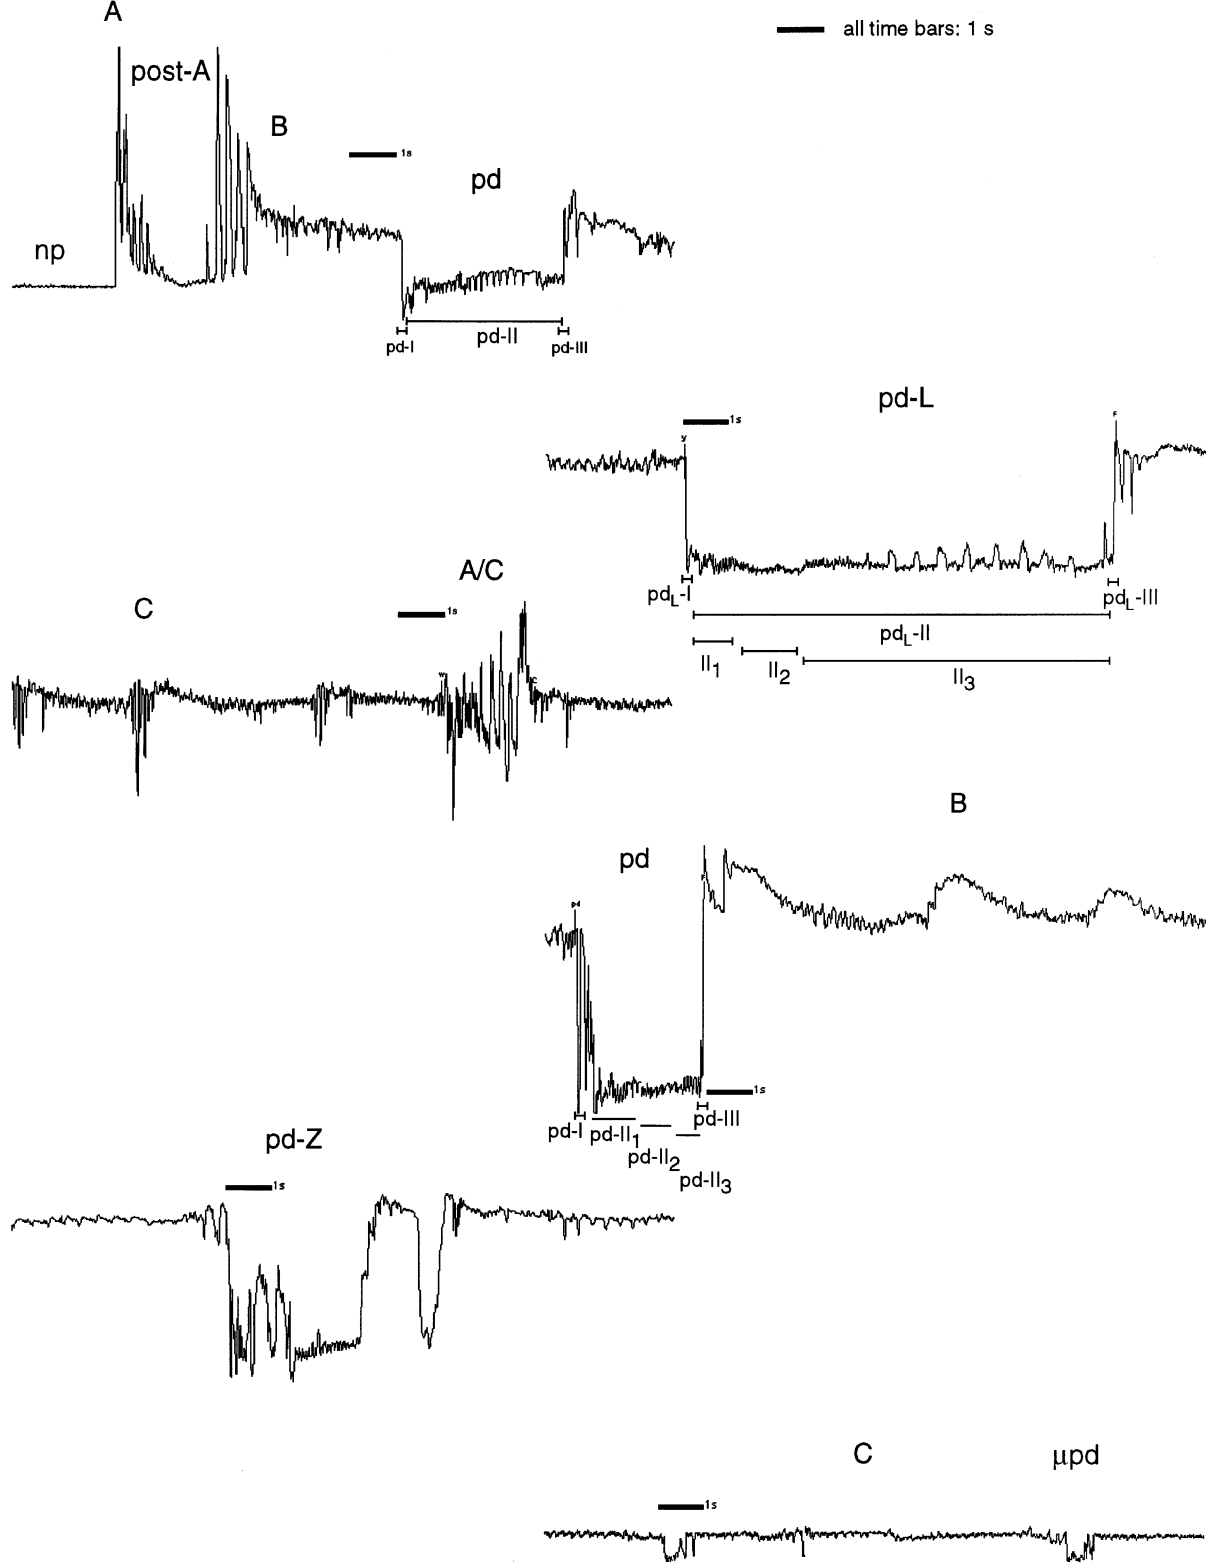 A
all time bars: 1 s
post-A
B
1s
pd
np
pd-I
pd-II
pd-III
pd-L
1s
y
F
A/C
C
1s
w
C
pdL-I
pdL-III
pdL-II
II1
II2
II3
B
pd
1s
pd-I
pd-II1
pd-III
pd-II2
pd-II3
pd-Z
1s
C
μpd
1s